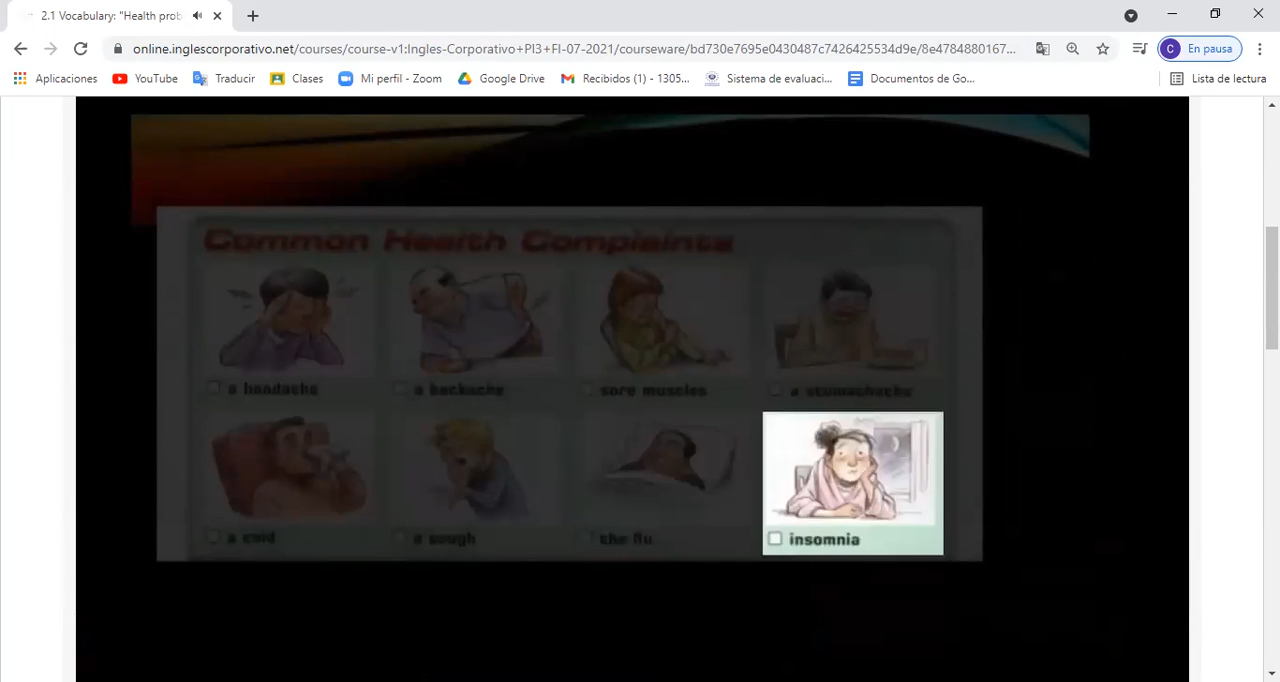 2.1 Vocabulary: "Health prob
online.inglescorporativo.net/courses/course-v1:Ingles-Corporativo+PI3+FI-07-2021/courseware/bd730e7695e0430487c7426425534d9e/8e4784880167...
C En pausa
Aplicaciones YouTube Traducir Clases Mi perfil - Zoom Google Drive Recibidos (1) - 1305... Sistema de evaluaci... Documentos de Go... Lista de lectura
Common Health Complaints
a headache a backache sore muscles a stomachache
a cold a cough the flu insomnia